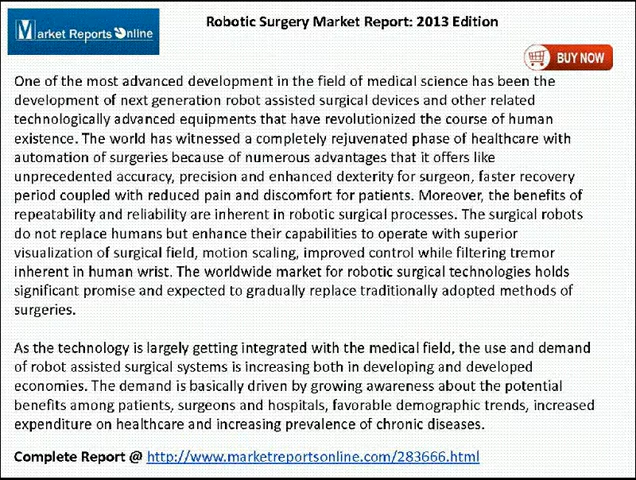 Robotic Surgery Market Report: 2013 Edition
Market Reports Online
BUY NOW
One of the most advanced development in the field of medical science has been the
development of next generation robot assisted surgical devices and other related
technologically advanced equipments that have revolutionized the course of human
existence. The world has witnessed a completely rejuvenated phase of healthcare with
automation of surgeries because of numerous advantages that it offers like
unprecedented accuracy, precision and enhanced dexterity for surgeon, faster recovery
period coupled with reduced pain and discomfort for patients. Moreover, the benefits of
repeatability and reliability are inherent in robotic surgical processes. The surgical robots
do not replace humans but enhance their capabilities to operate with superior
visualization of surgical field, motion scaling, improved control while filtering tremor
inherent in human wrist. The worldwide market for robotic surgical technologies holds
significant promise and expected to gradually replace traditionally adopted methods of
surgeries.
As the technology is largely getting integrated with the medical field, the use and demand
of robot assisted surgical systems is increasing both in developing and developed
economies. The demand is basically driven by growing awareness about the potential
benefits among patients, surgeons and hospitals, favorable demographic trends, increased
expenditure on healthcare and increasing prevalence of chronic diseases.
Complete Report @ http://www.marketreportsonline.com/283666.html